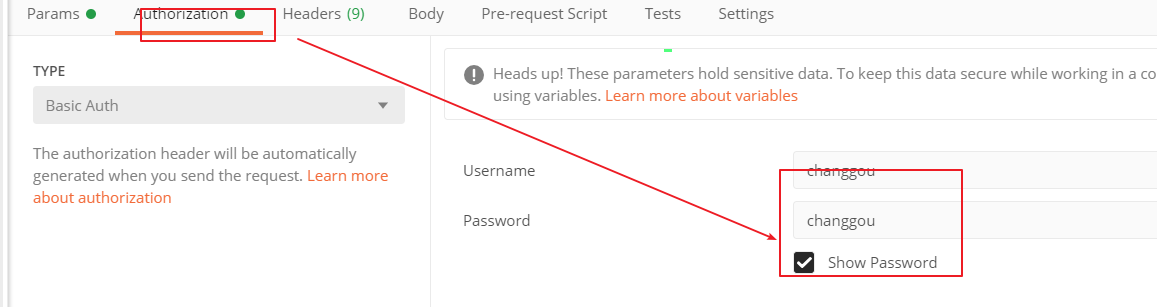 Params Authorization Headers (9) Body Pre-request Script Tests Settings
TYPE
Basic Auth
The authorization header will be automatically
generated when you send the request. Learn more
about authorization
Heads up! These parameters hold sensitive data. To keep this data secure while working in a co
using variables. Learn more about variables
Username changgou
Password changgou
Show Password